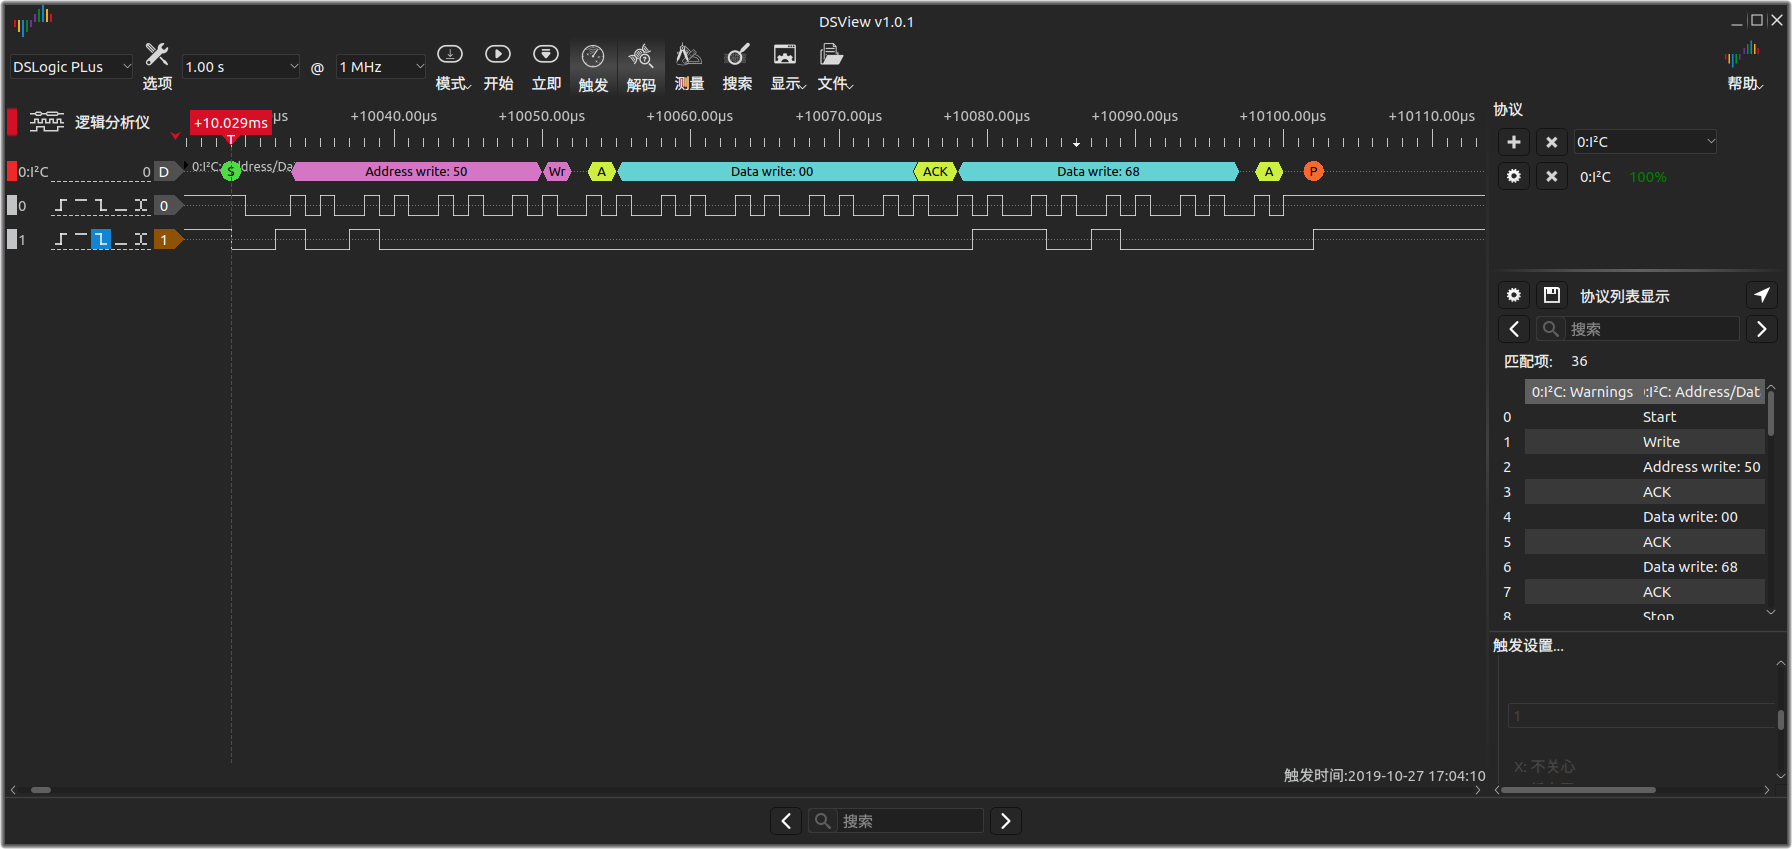 DSView v1.0.1
DSLogic PLus
选项
1.00 s
@
1 MHz
模式
开始
立即
触发
解码
测量
搜索
显示
文件
帮助
逻辑分析仪
+10.029ms
µs
+10040.00µs
+10050.00µs
+10060.00µs
+10070.00µs
+10080.00µs
+10090.00µs
+10100.00µs
+10110.00µs
T
0:I²C
0
D
0:I²C: Address/Da
S
Address write: 50
Wr
A
Data write: 00
ACK
Data write: 68
A
P
0
0
1
1
触发时间:2019-10-27 17:04:10
搜索
协议
0:I²C
0:I²C
100%
协议列表显示
搜索
匹配项:
36
0:I²C: Warnings
:I²C: Address/Dat
0
Start
1
Write
2
Address write: 50
3
ACK
4
Data write: 00
5
ACK
6
Data write: 68
7
ACK
8
Stop
触发设置...
1
X: 不关心